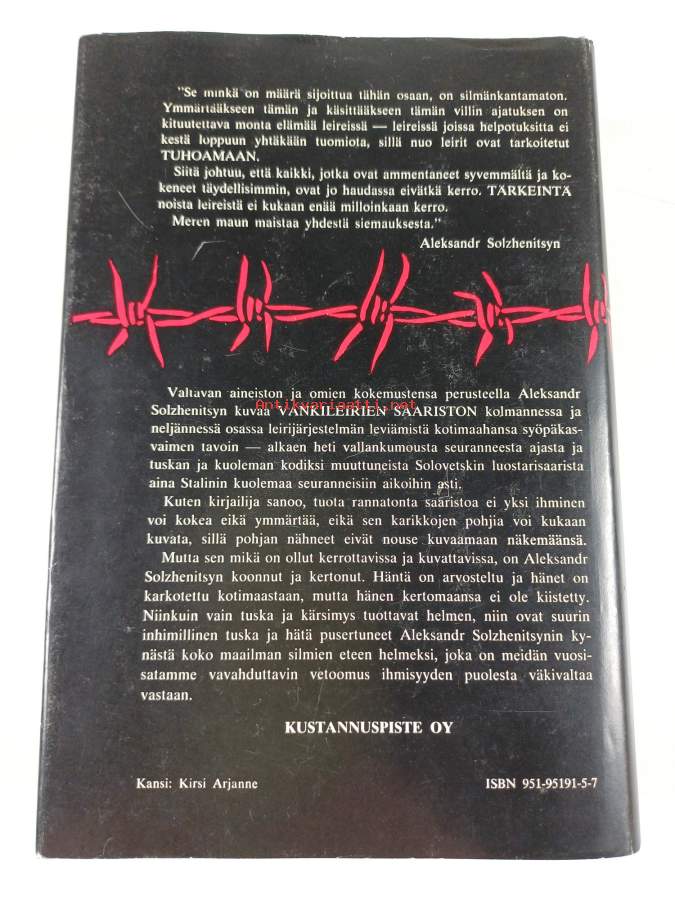 "Se minkä on määrä sijoittua tähän osaan, on silmänkantamaton.
Ymmärtääkseen tämän ja käsittääkseen tämän villin ajatuksen on
kituutettava monta elämää leireissä — leireissä joissa helpotuksitta ei
kestä loppuun yhtäkään tuomiota, sillä nuo leirit ovat tarkoitetut
TUHOAMAAN.
Siitä johtuu, että kaikki, jotka ovat ammentaneet syvemmältä ja ko-
keneet täydellisimmin, ovat jo haudassa eivätkä kerro. TÄRKEINTÄ
noista leireistä ei kukaan enää milloinkaan kerro.
Meren maun maistaa yhdestä siemauksesta."
Aleksandr Solzhenitsyn
Valtavan aineiston ja omien kokemustensa perusteella Aleksandr
Antikvariaatti.net
Solzhenitsyn kuvaa VANKILEIRIEN SAARISTON kolmannessa ja
neljännessä osassa leirijärjestelmän leviämistä kotimaahansa syöpäkas-
vaimen tavoin — alkaen heti vallankumousta seuranneesta ajasta ja
tuskan ja kuoleman kodiksi muuttuneista Solovetskin luostarisaarista
aina Stalinin kuolemaa seuranneisiin aikoihin asti.
Kuten kirjailija sanoo, tuota rannatonta saaristoa ei yksi ihminen
voi kokea eikä ymmärtää, eikä sen karikkojen pohjia voi kukaan
kuvata, sillä pohjan nähneet eivät nouse kuvaamaan näkemäänsä.
Mutta sen mikä on ollut kerrottavissa ja kuvattavissa, on Aleksandr
Solzhenitsyn koonnut ja kertonut. Häntä on arvosteltu ja hänet on
karkotettu kotimaastaan, mutta hänen kertomaansa ei ole kiistetty.
Niinkuin vain tuska ja kärsimys tuottavat helmen, niin ovat suurin
inhimillinen tuska ja hätä pusertuneet Aleksandr Solzhenitsynin ky-
nästä koko maailman silmien eteen helmeksi, joka on meidän vuosi-
satamme vavahduttavin vetoomus ihmisyyden puolesta väkivaltaa
vastaan.
KUSTANNUSPISTE OY
Kansi: Kirsi Arjanne
ISBN 951-95191-5-7